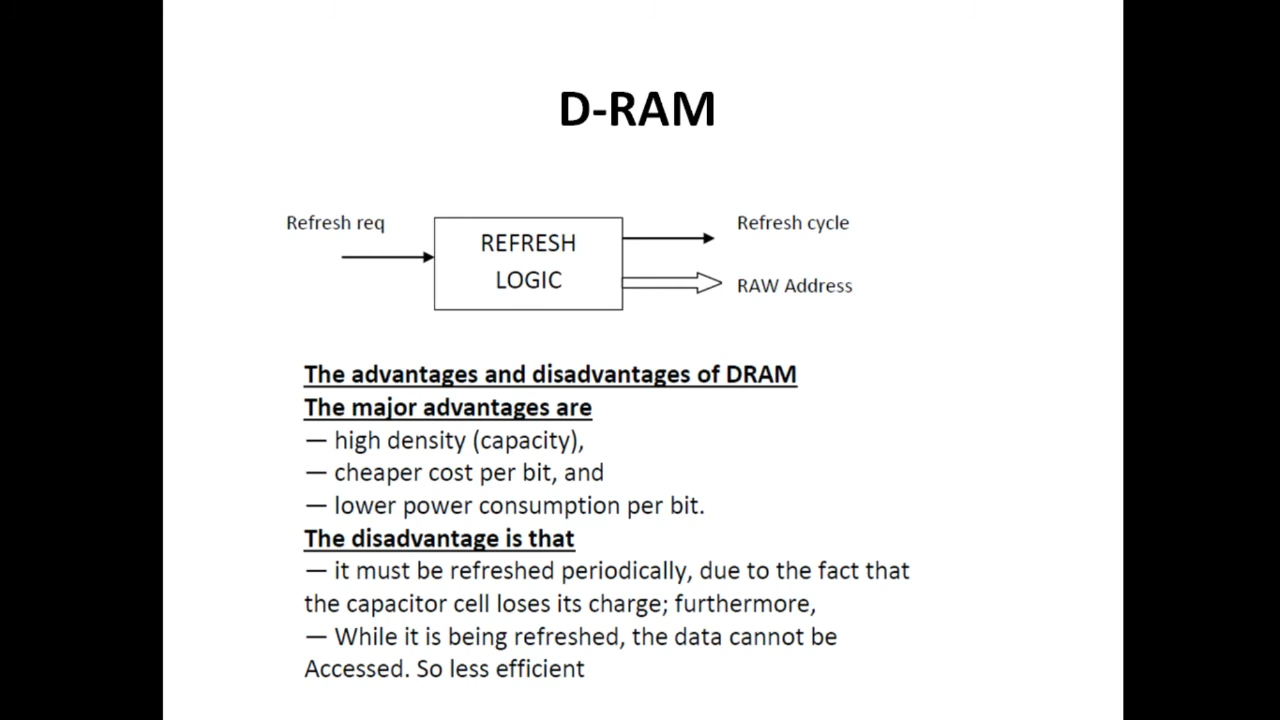 D-RAM
Refresh req
REFRESH
LOGIC
Refresh cycle
RAW Address
The advantages and disadvantages of DRAM
The major advantages are
— high density (capacity),
— cheaper cost per bit, and
— lower power consumption per bit.
The disadvantage is that
— it must be refreshed periodically, due to the fact that
the capacitor cell loses its charge; furthermore,
— While it is being refreshed, the data cannot be
Accessed. So less efficient